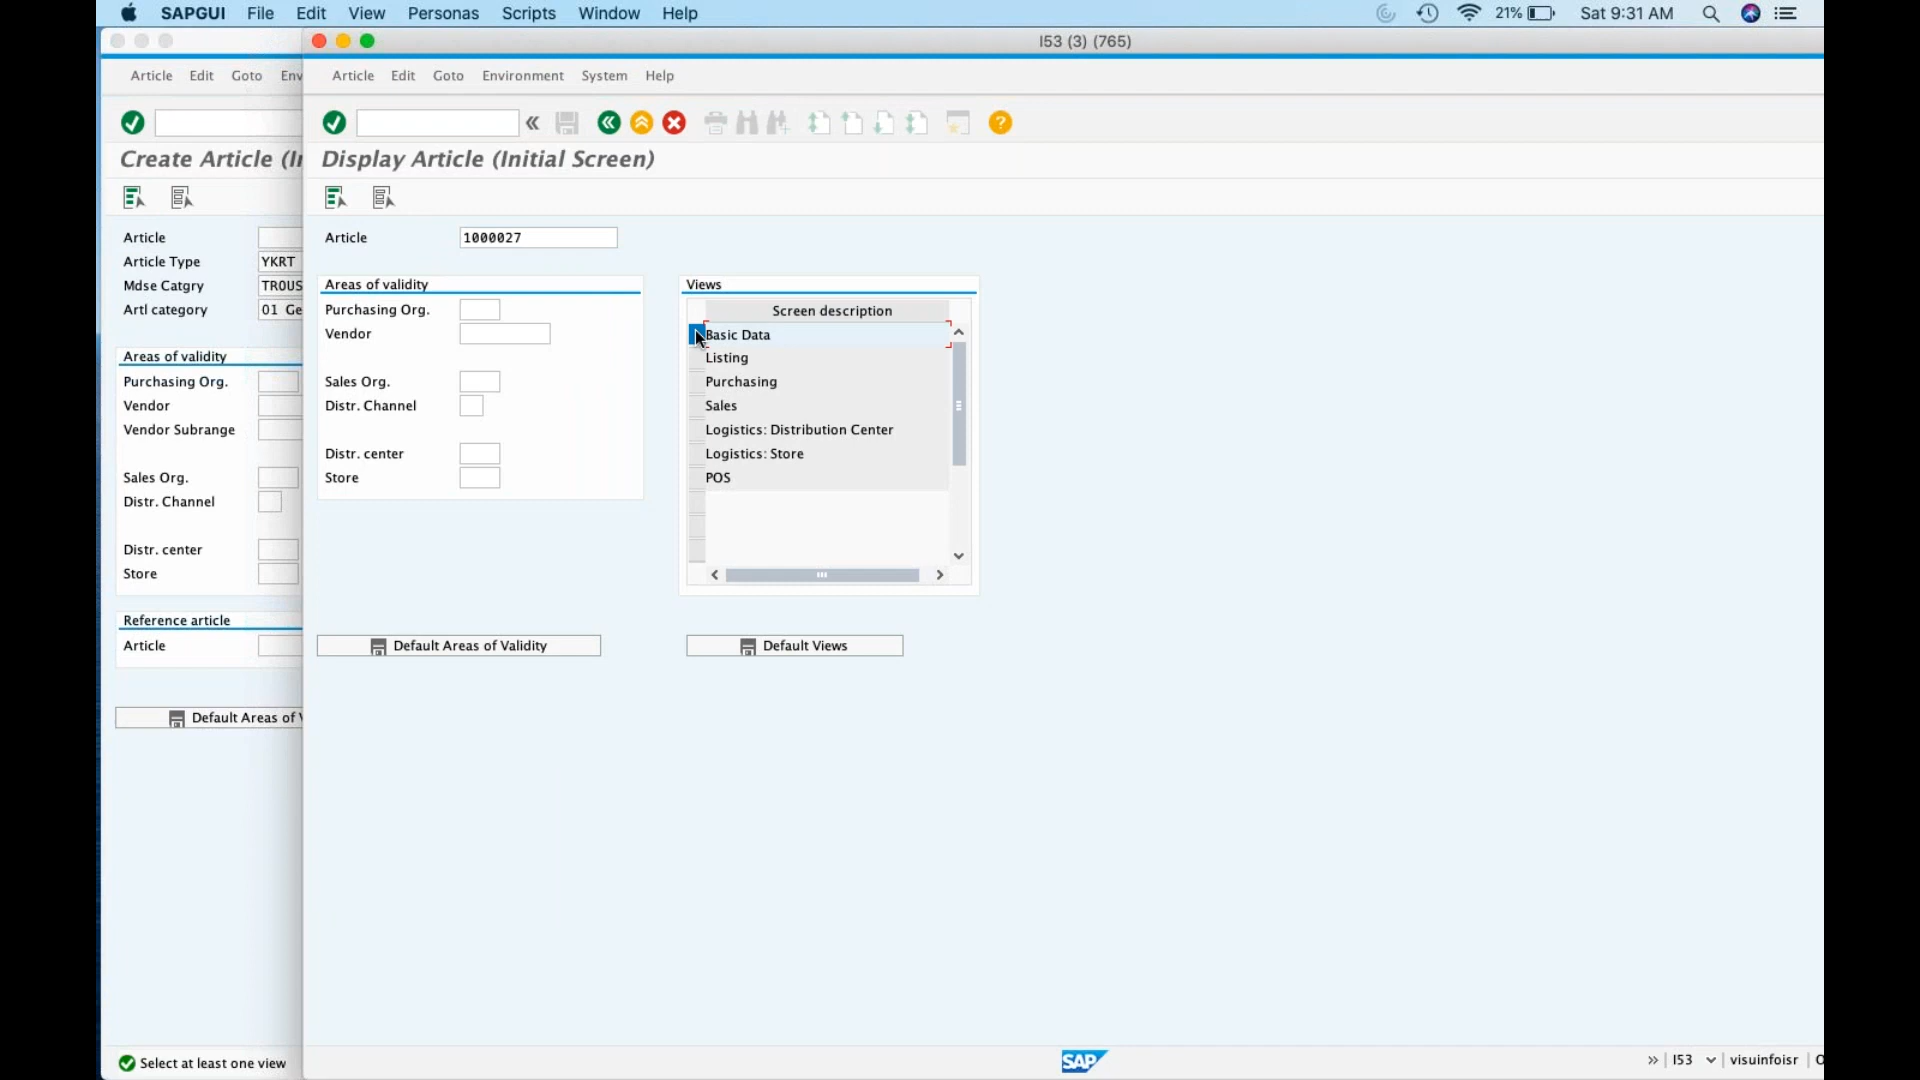 SAPGUI File Edit View Personas Scripts Window Help 21% Sat 9:31 AM
I53 (3) (765)
Article Edit Goto Env
Article Edit Goto Environment System Help
Create Article (In
Display Article (Initial Screen)
Article
Article Type YKRT
Mdse Catgry TROUS
Artl category 01 Ge
Areas of validity
Purchasing Org.
Vendor
Vendor Subrange
Sales Org.
Distr. Channel
Distr. center
Store
Reference article
Article
Default Areas of V
Select at least one view
Article 1000027
Areas of validity
Purchasing Org.
Vendor
Sales Org.
Distr. Channel
Distr. center
Store
Default Areas of Validity
Views
Screen description
Basic Data
Listing
Purchasing
Sales
Logistics: Distribution Center
Logistics: Store
POS
Default Views
SAP
I53 visuinfoisr